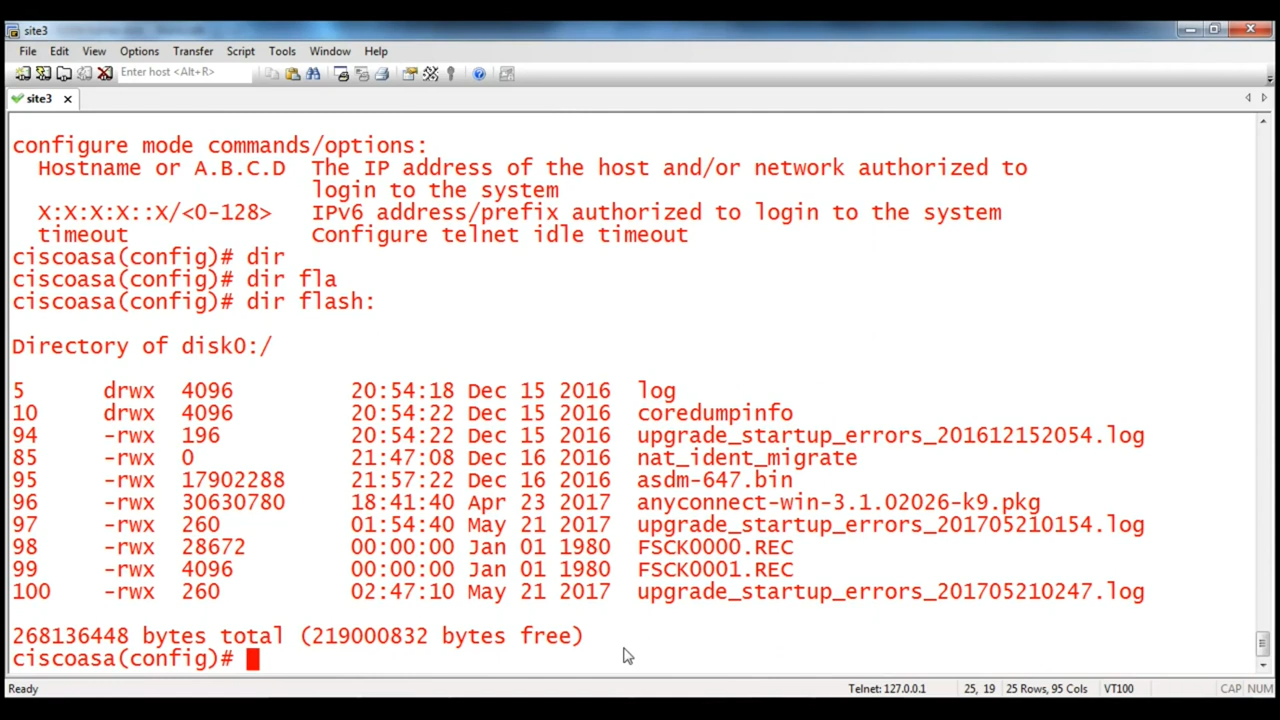 site3
File Edit View Options Transfer Script Tools Window Help
Enter host <Alt+R>
site3
configure mode commands/options:
Hostname or A.B.C.D The IP address of the host and/or network authorized to
login to the system
X:X:X:X::X/<0-128> IPv6 address/prefix authorized to login to the system
timeout Configure telnet idle timeout
ciscoasa(config)# dir
ciscoasa(config)# dir fla
ciscoasa(config)# dir flash:
Directory of disk0:/
5 drwx 4096 20:54:18 Dec 15 2016 log
10 drwx 4096 20:54:22 Dec 15 2016 coredumpinfo
94 -rwx 196 20:54:22 Dec 15 2016 upgrade_startup_errors_201612152054.log
85 -rwx 0 21:47:08 Dec 16 2016 nat_ident_migrate
95 -rwx 17902288 21:57:22 Dec 16 2016 asdm-647.bin
96 -rwx 30630780 18:41:40 Apr 23 2017 anyconnect-win-3.1.02026-k9.pkg
97 -rwx 260 01:54:40 May 21 2017 upgrade_startup_errors_201705210154.log
98 -rwx 28672 00:00:00 Jan 01 1980 FSCK0000.REC
99 -rwx 4096 00:00:00 Jan 01 1980 FSCK0001.REC
100 -rwx 260 02:47:10 May 21 2017 upgrade_startup_errors_201705210247.log
268136448 bytes total (219000832 bytes free)
ciscoasa(config)#
Ready Telnet: 127.0.0.1 25, 19 25 Rows, 95 Cols VT100 CAP NUM